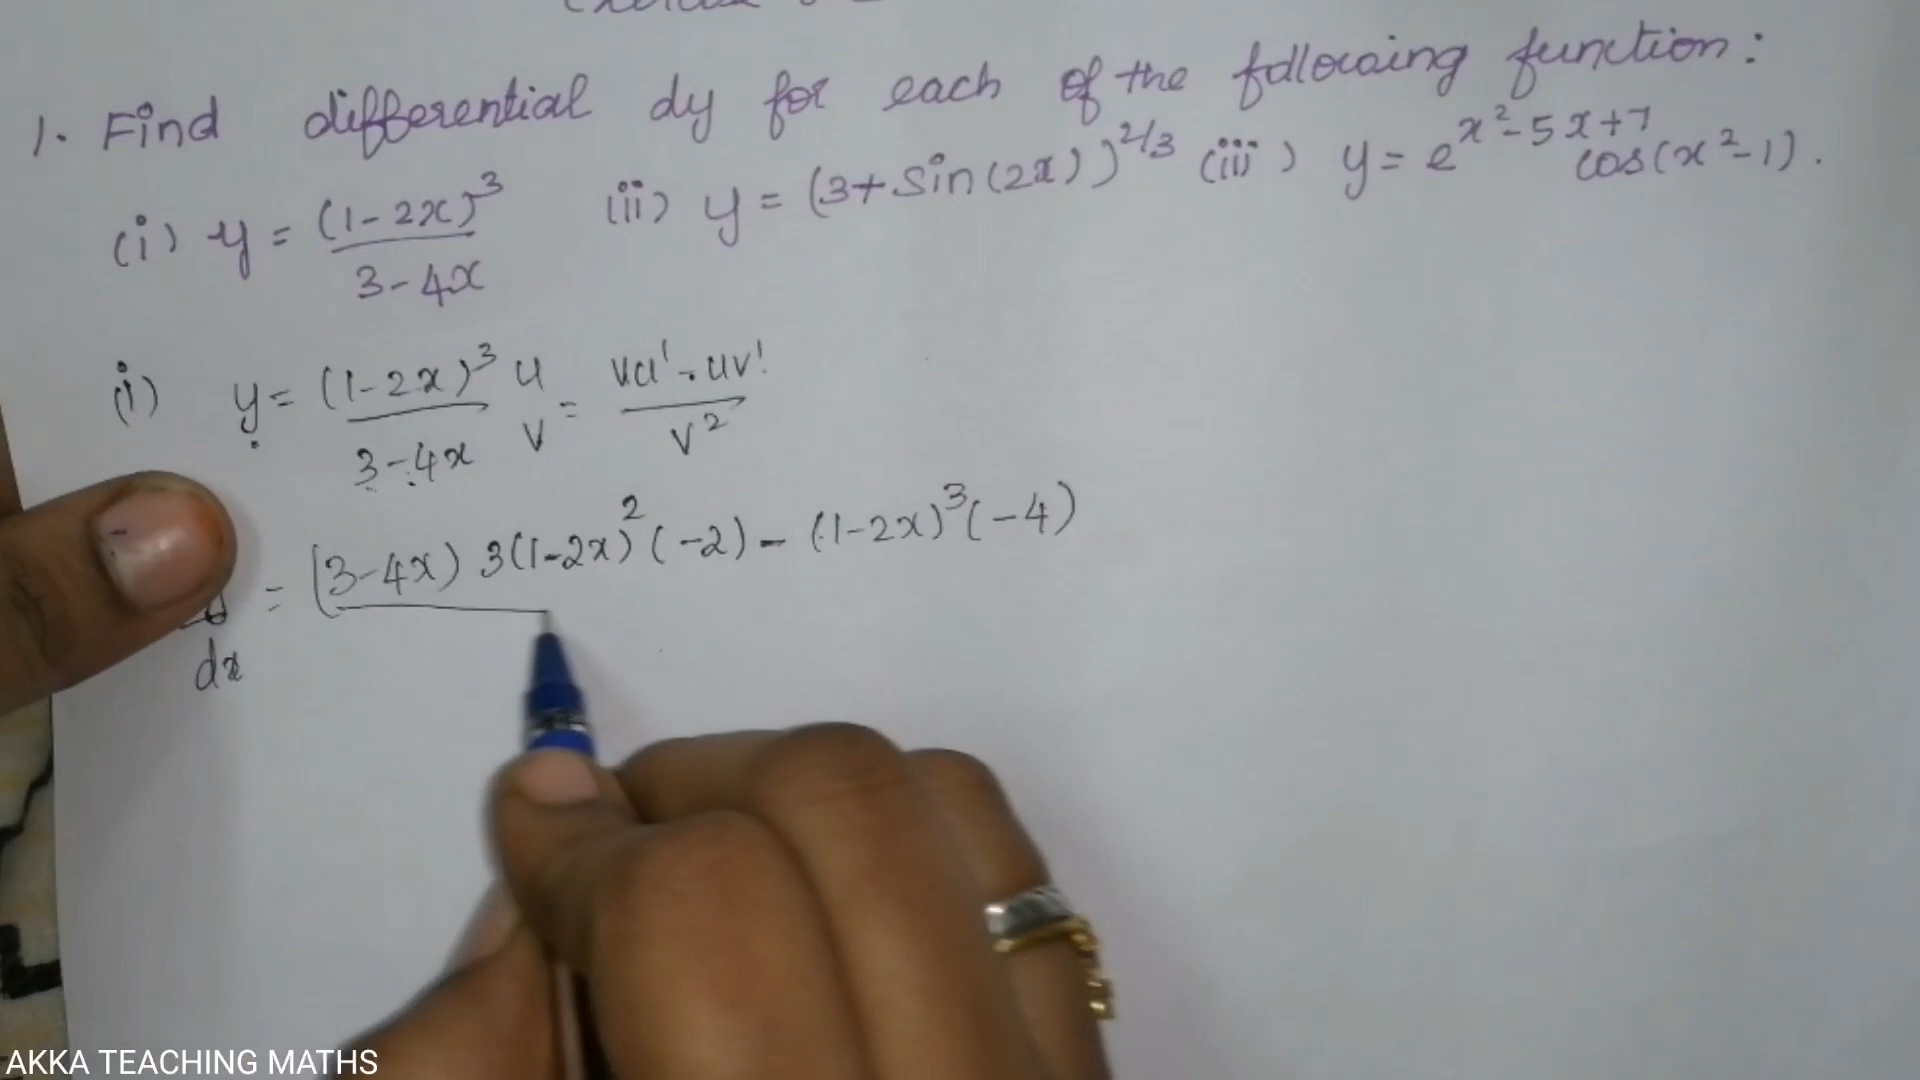 1. Find differential dy for each of the following function:
(i) y = (1-2x)³ / 3-4x (ii) y = (3+sin(2x))^2/3 (iii) y = e^x²-5x+7 cos(x²-1).
(i) y = (1-2x)³ / 3-4x u / v = vu' - uv' / v²
/ dx = (3-4x) 3(1-2x)² (-2) - (1-2x)³ (-4)
AKKA TEACHING MATHS